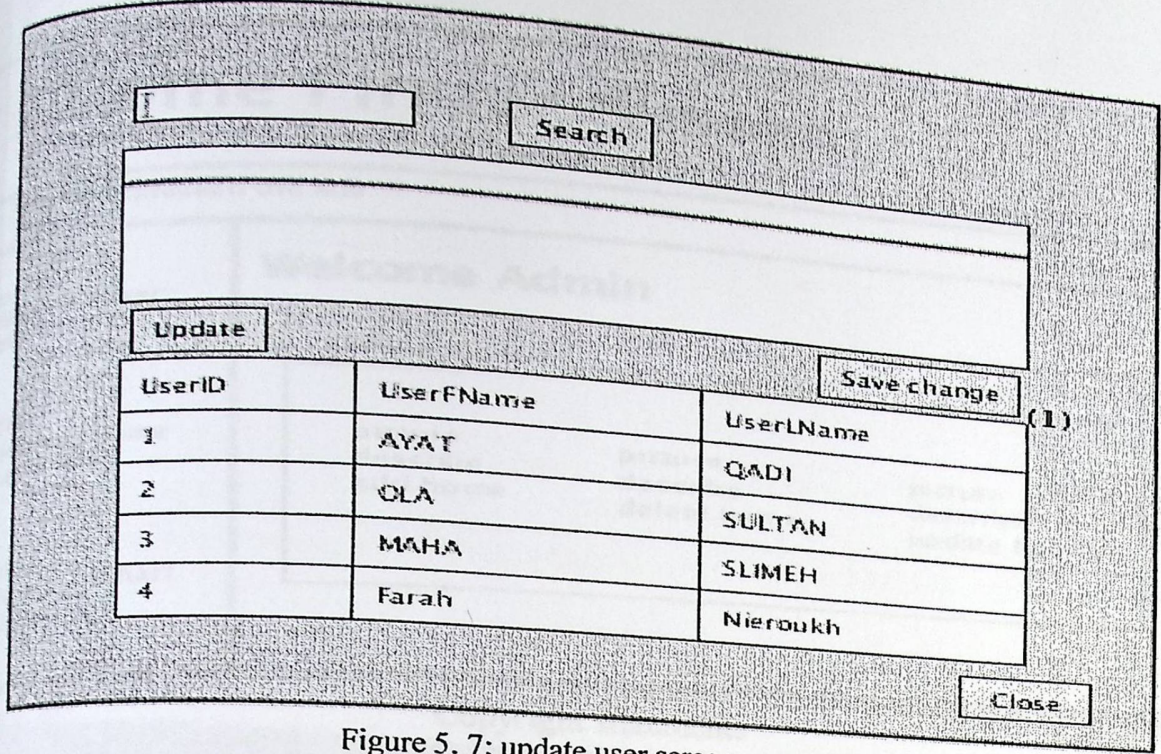 Search
Update
Save change
(1)
UserID UserFName UserLName
1 AYAT QADI
2 OLA SULTAN
3 MAHA SLIMEH
4 Farah Nieroukh
Close
Figure 5. 7: update user
Welcome Admin